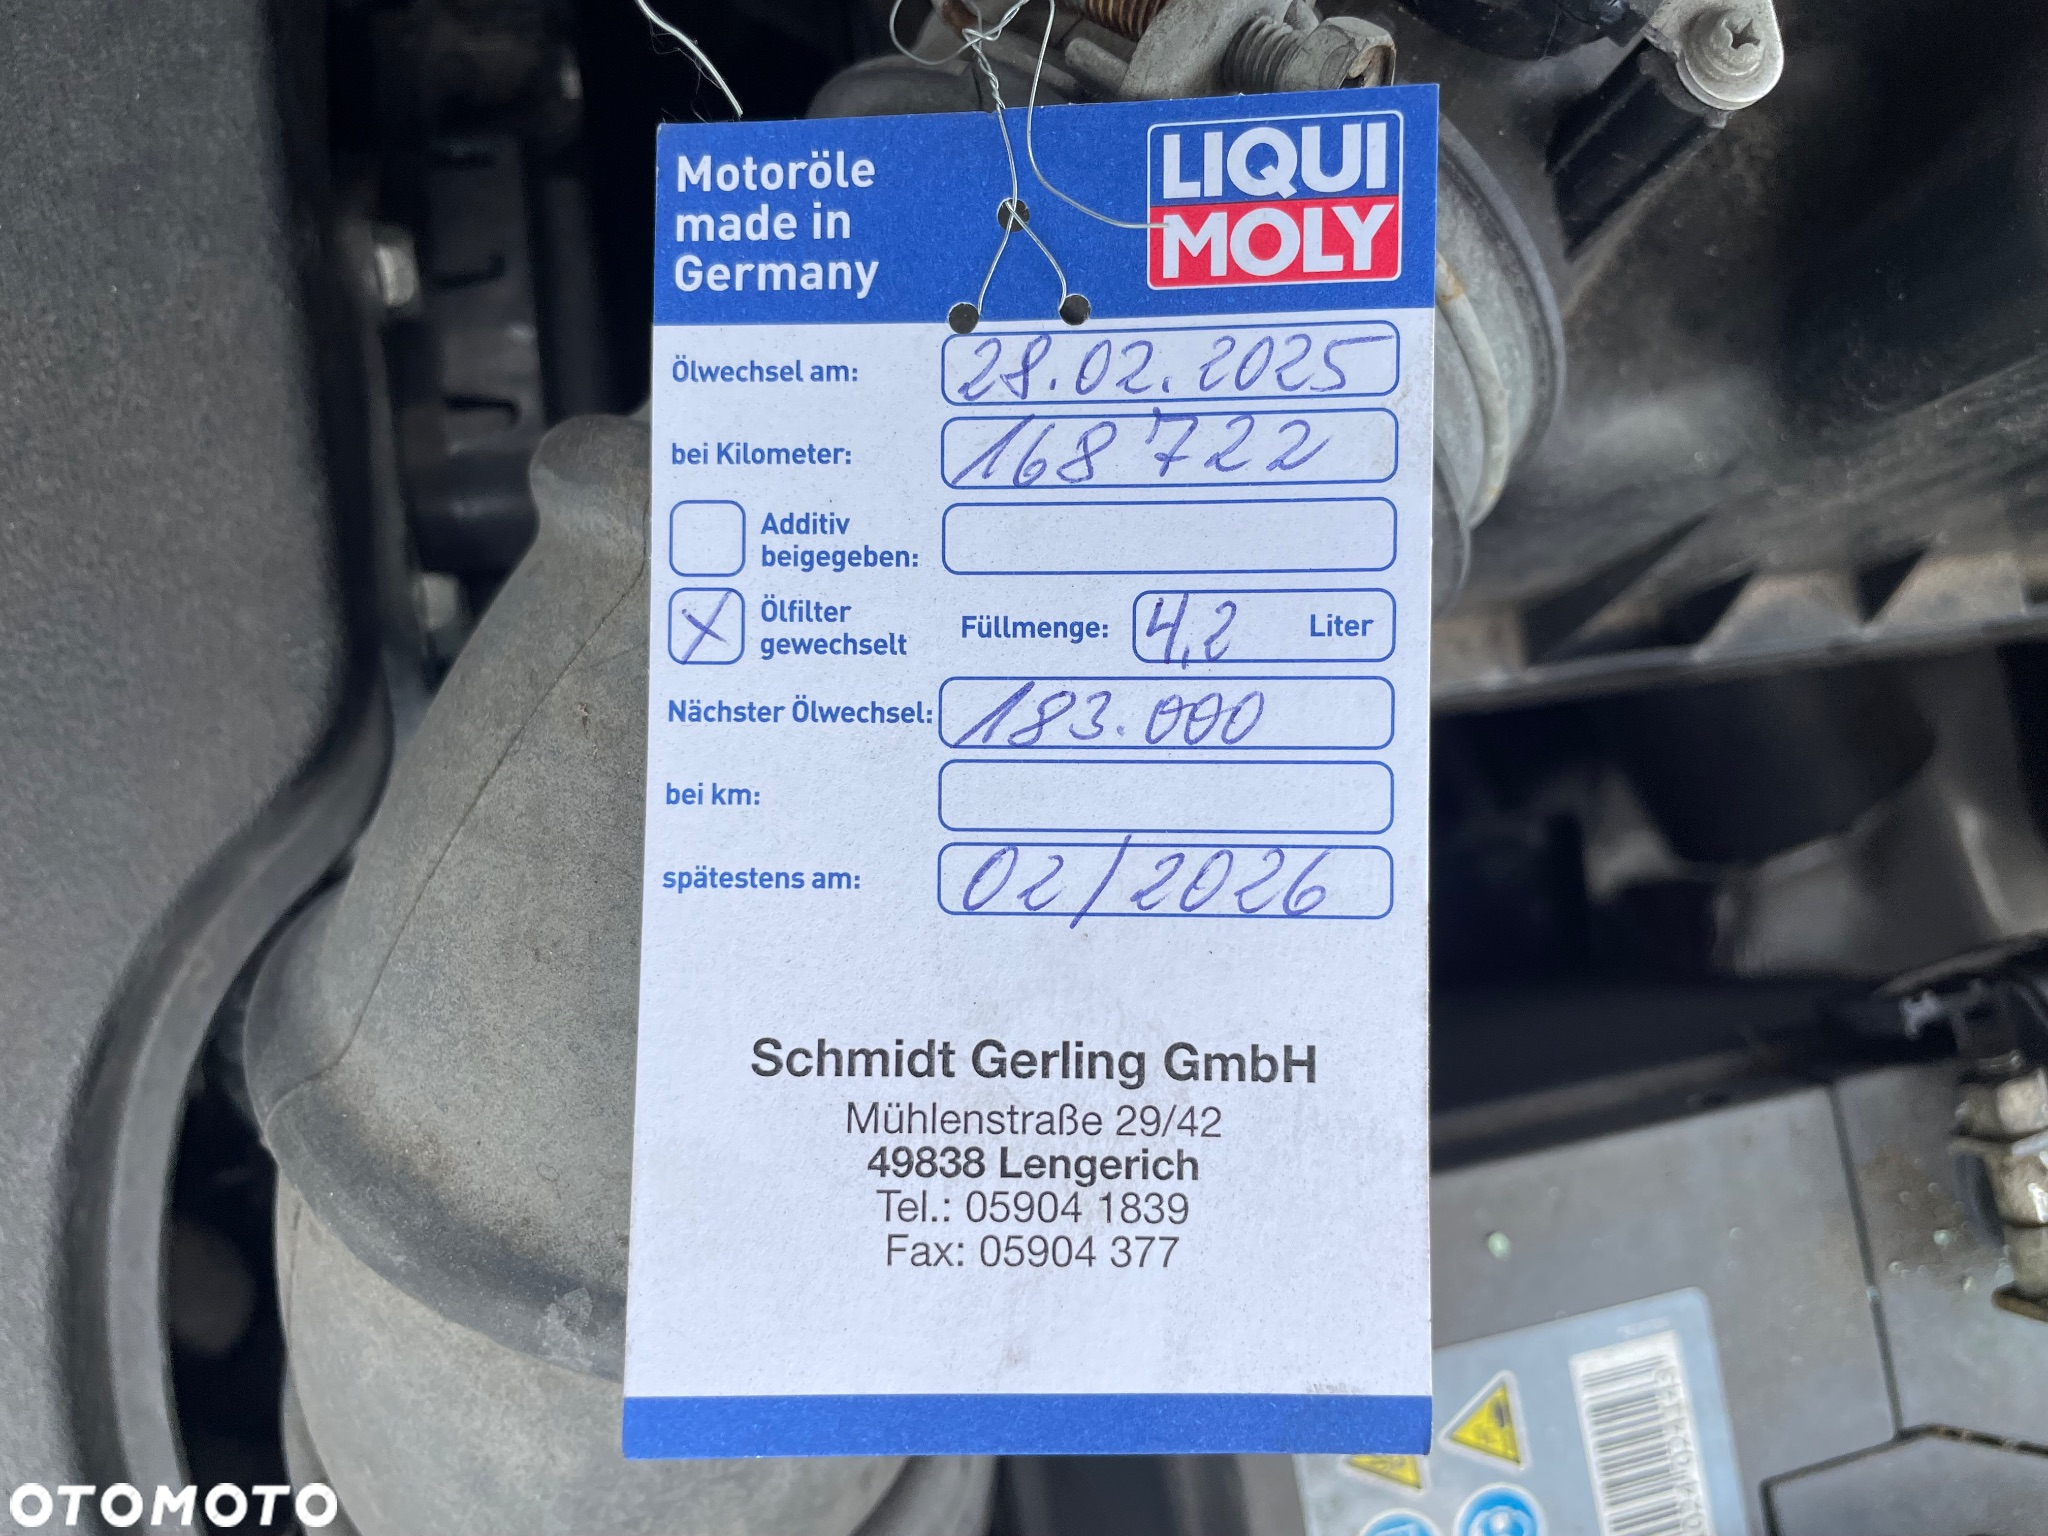 Motoröle
made in
Germany
LIQUI
MOLY
Ölwechsel am: 28.02.2025
bei Kilometer: 168722
Additiv
beigegeben:
X Ölfilter
gewechselt
Füllmenge: 4,2 Liter
Nächster Ölwechsel: 183.000
bei km:
spätestens am: 02/2026
Schmidt Gerling GmbH
Mühlenstraße 29/42
49838 Lengerich
Tel.: 05904 1839
Fax: 05904 377
OTOMOTO